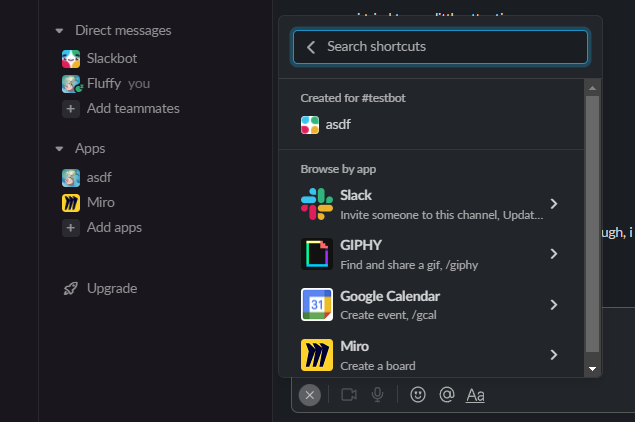 Direct messages
Slackbot
Fluffy you
Add teammates
Apps
asdf
Miro
Add apps
Upgrade
Search shortcuts
Created for #testbot
asdf
Browse by app
Slack
Invite someone to this channel, Updat...
GIPHY
Find and share a gif, /giphy
31
Google Calendar
Create event, /gcal
Miro
Create a board
ugh, i
Aa